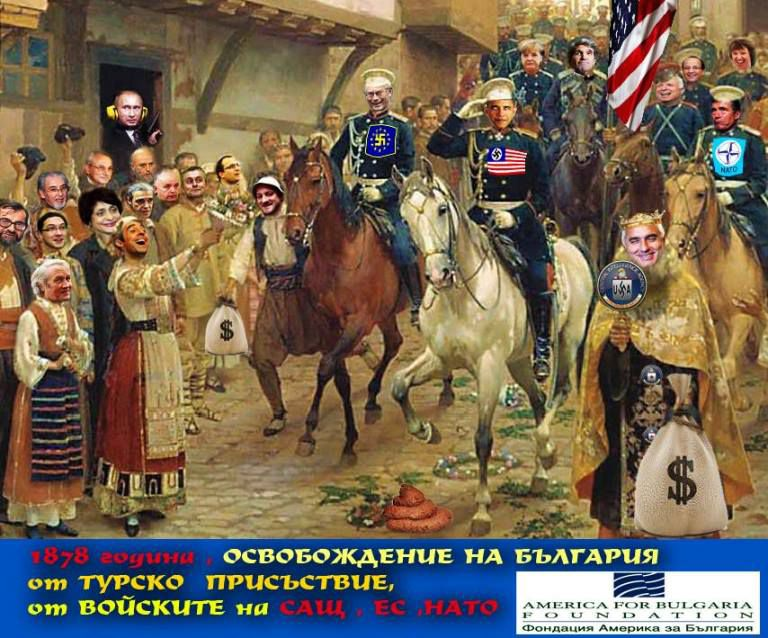 NATO
USA
$
$
1878 година , ОСВОБОЖДЕНИЕ НА БЪЛГАРИЯ
от ТУРСКО ПРИСЪСТВИЕ,
от ВОЙСКИТЕ на САЩ , ЕС ,НАТО
AMERICA FOR BULGARIA
FOUNDATION
Фондация Америка за България